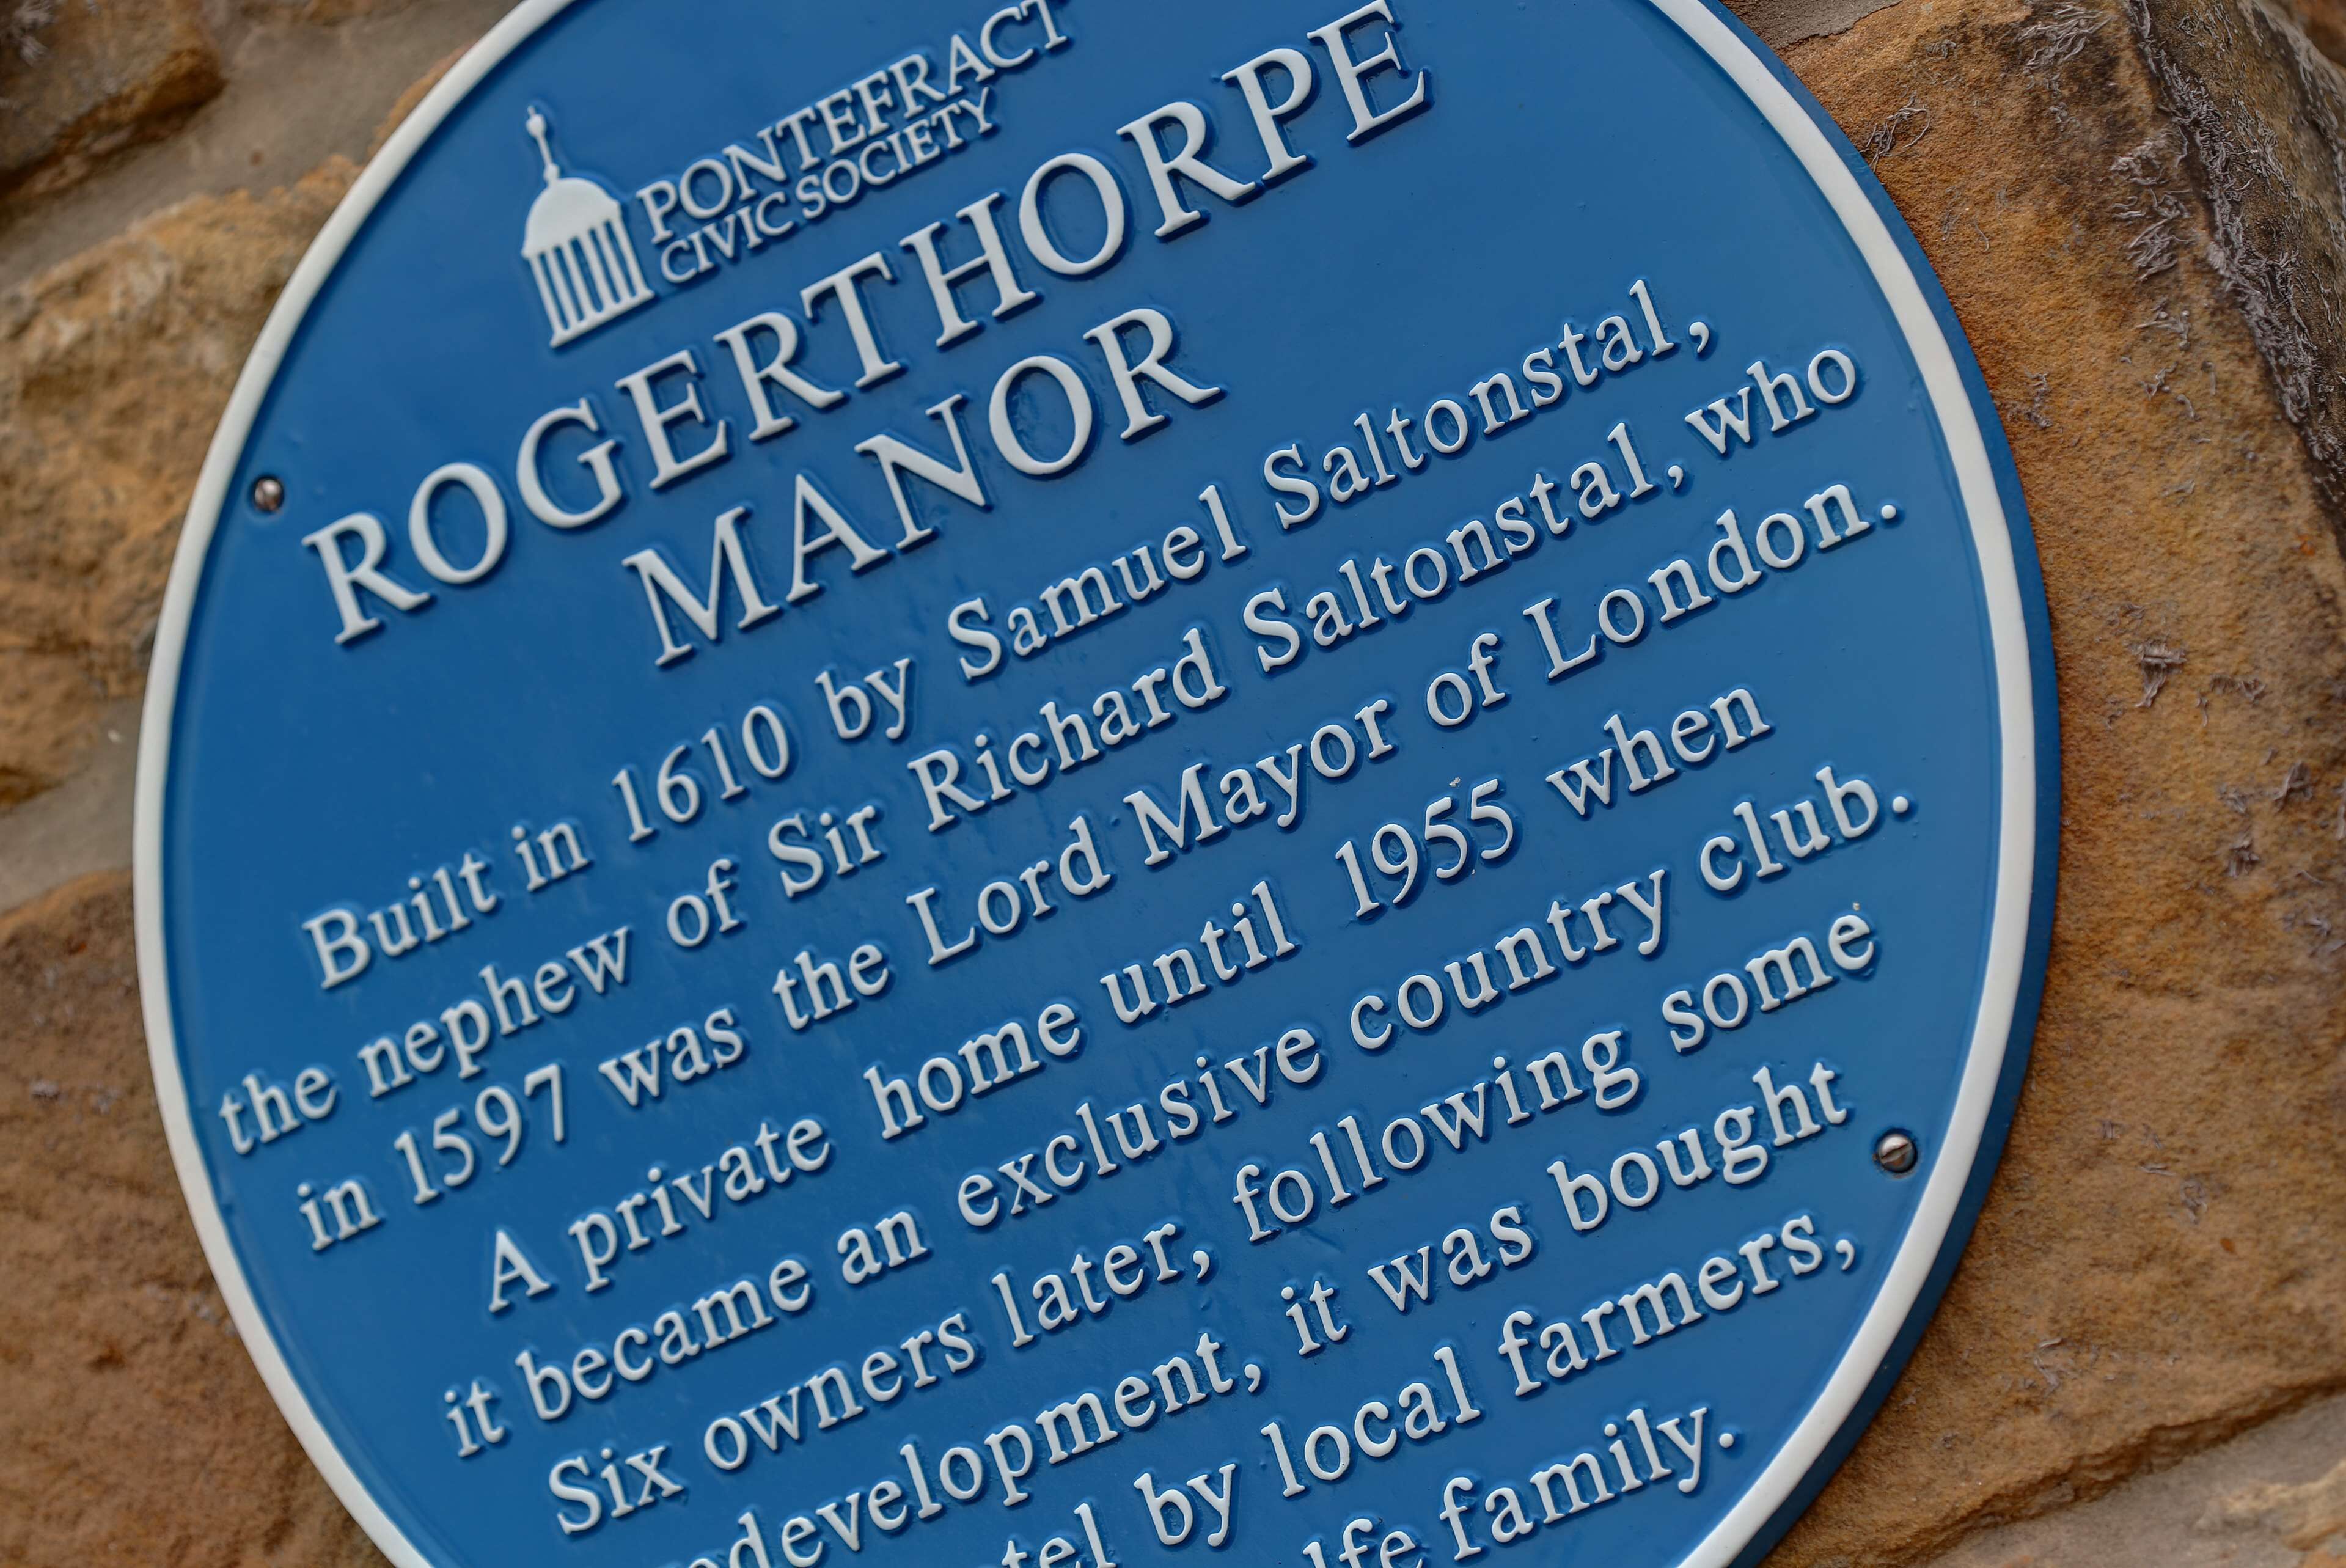 PONTEFRACT
CIVIC SOCIETY
ROGERTHORPE
MANOR
Built in 1610 by Samuel Saltonstal,
the nephew of Sir Richard Saltonstal, who
in 1597 was the Lord Mayor of London.
A private home until 1955 when
it became an exclusive country club.
Six owners later, following some
development, it was bought
by local farmers,
family.